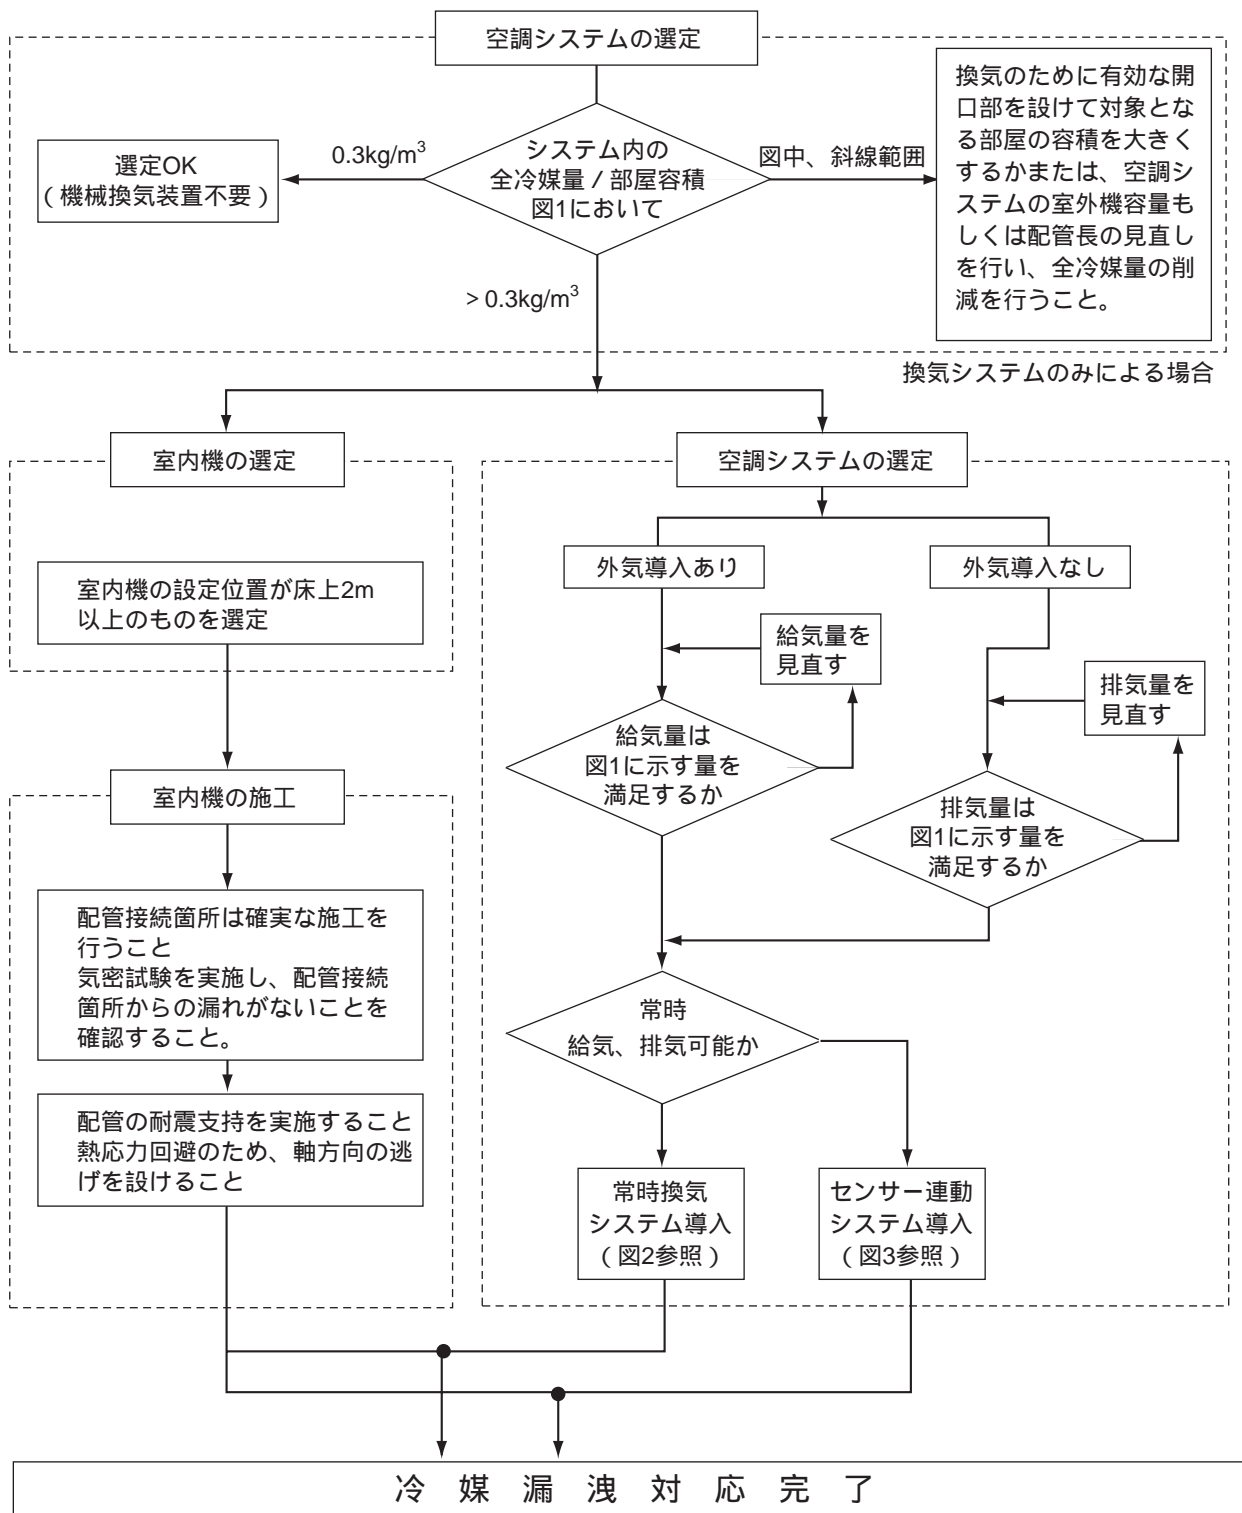 空調システムの選定
システム内の
全冷媒量 / 部屋容積
図1において
0.3kg/m³
選定OK
(機械換気装置不要)
図中、斜線範囲
換気のために有効な開
口部を設けて対象とな
る部屋の容積を大きく
するかまたは、空調シ
ステムの室外機容量も
しくは配管長の見直し
を行い、全冷媒量の削
減を行うこと。
> 0.3kg/m³
換気システムのみによる場合
室内機の選定
室内機の設定位置が床上2m
以上のものを選定
室内機の施工
配管接続箇所は確実な施工を
行うこと
気密試験を実施し、配管接続
箇所からの漏れがないことを
確認すること。
配管の耐震支持を実施すること
熱応力回避のため、軸方向の逃
げを設けること
空調システムの選定
外気導入あり
外気導入なし
給気量を
見直す
排気量を
見直す
給気量は
図1に示す量を
満足するか
排気量は
図1に示す量を
満足するか
常時
給気、排気可能か
常時換気
システム導入
(図2参照)
センサー連動
システム導入
(図3参照)
冷媒漏洩対応完了